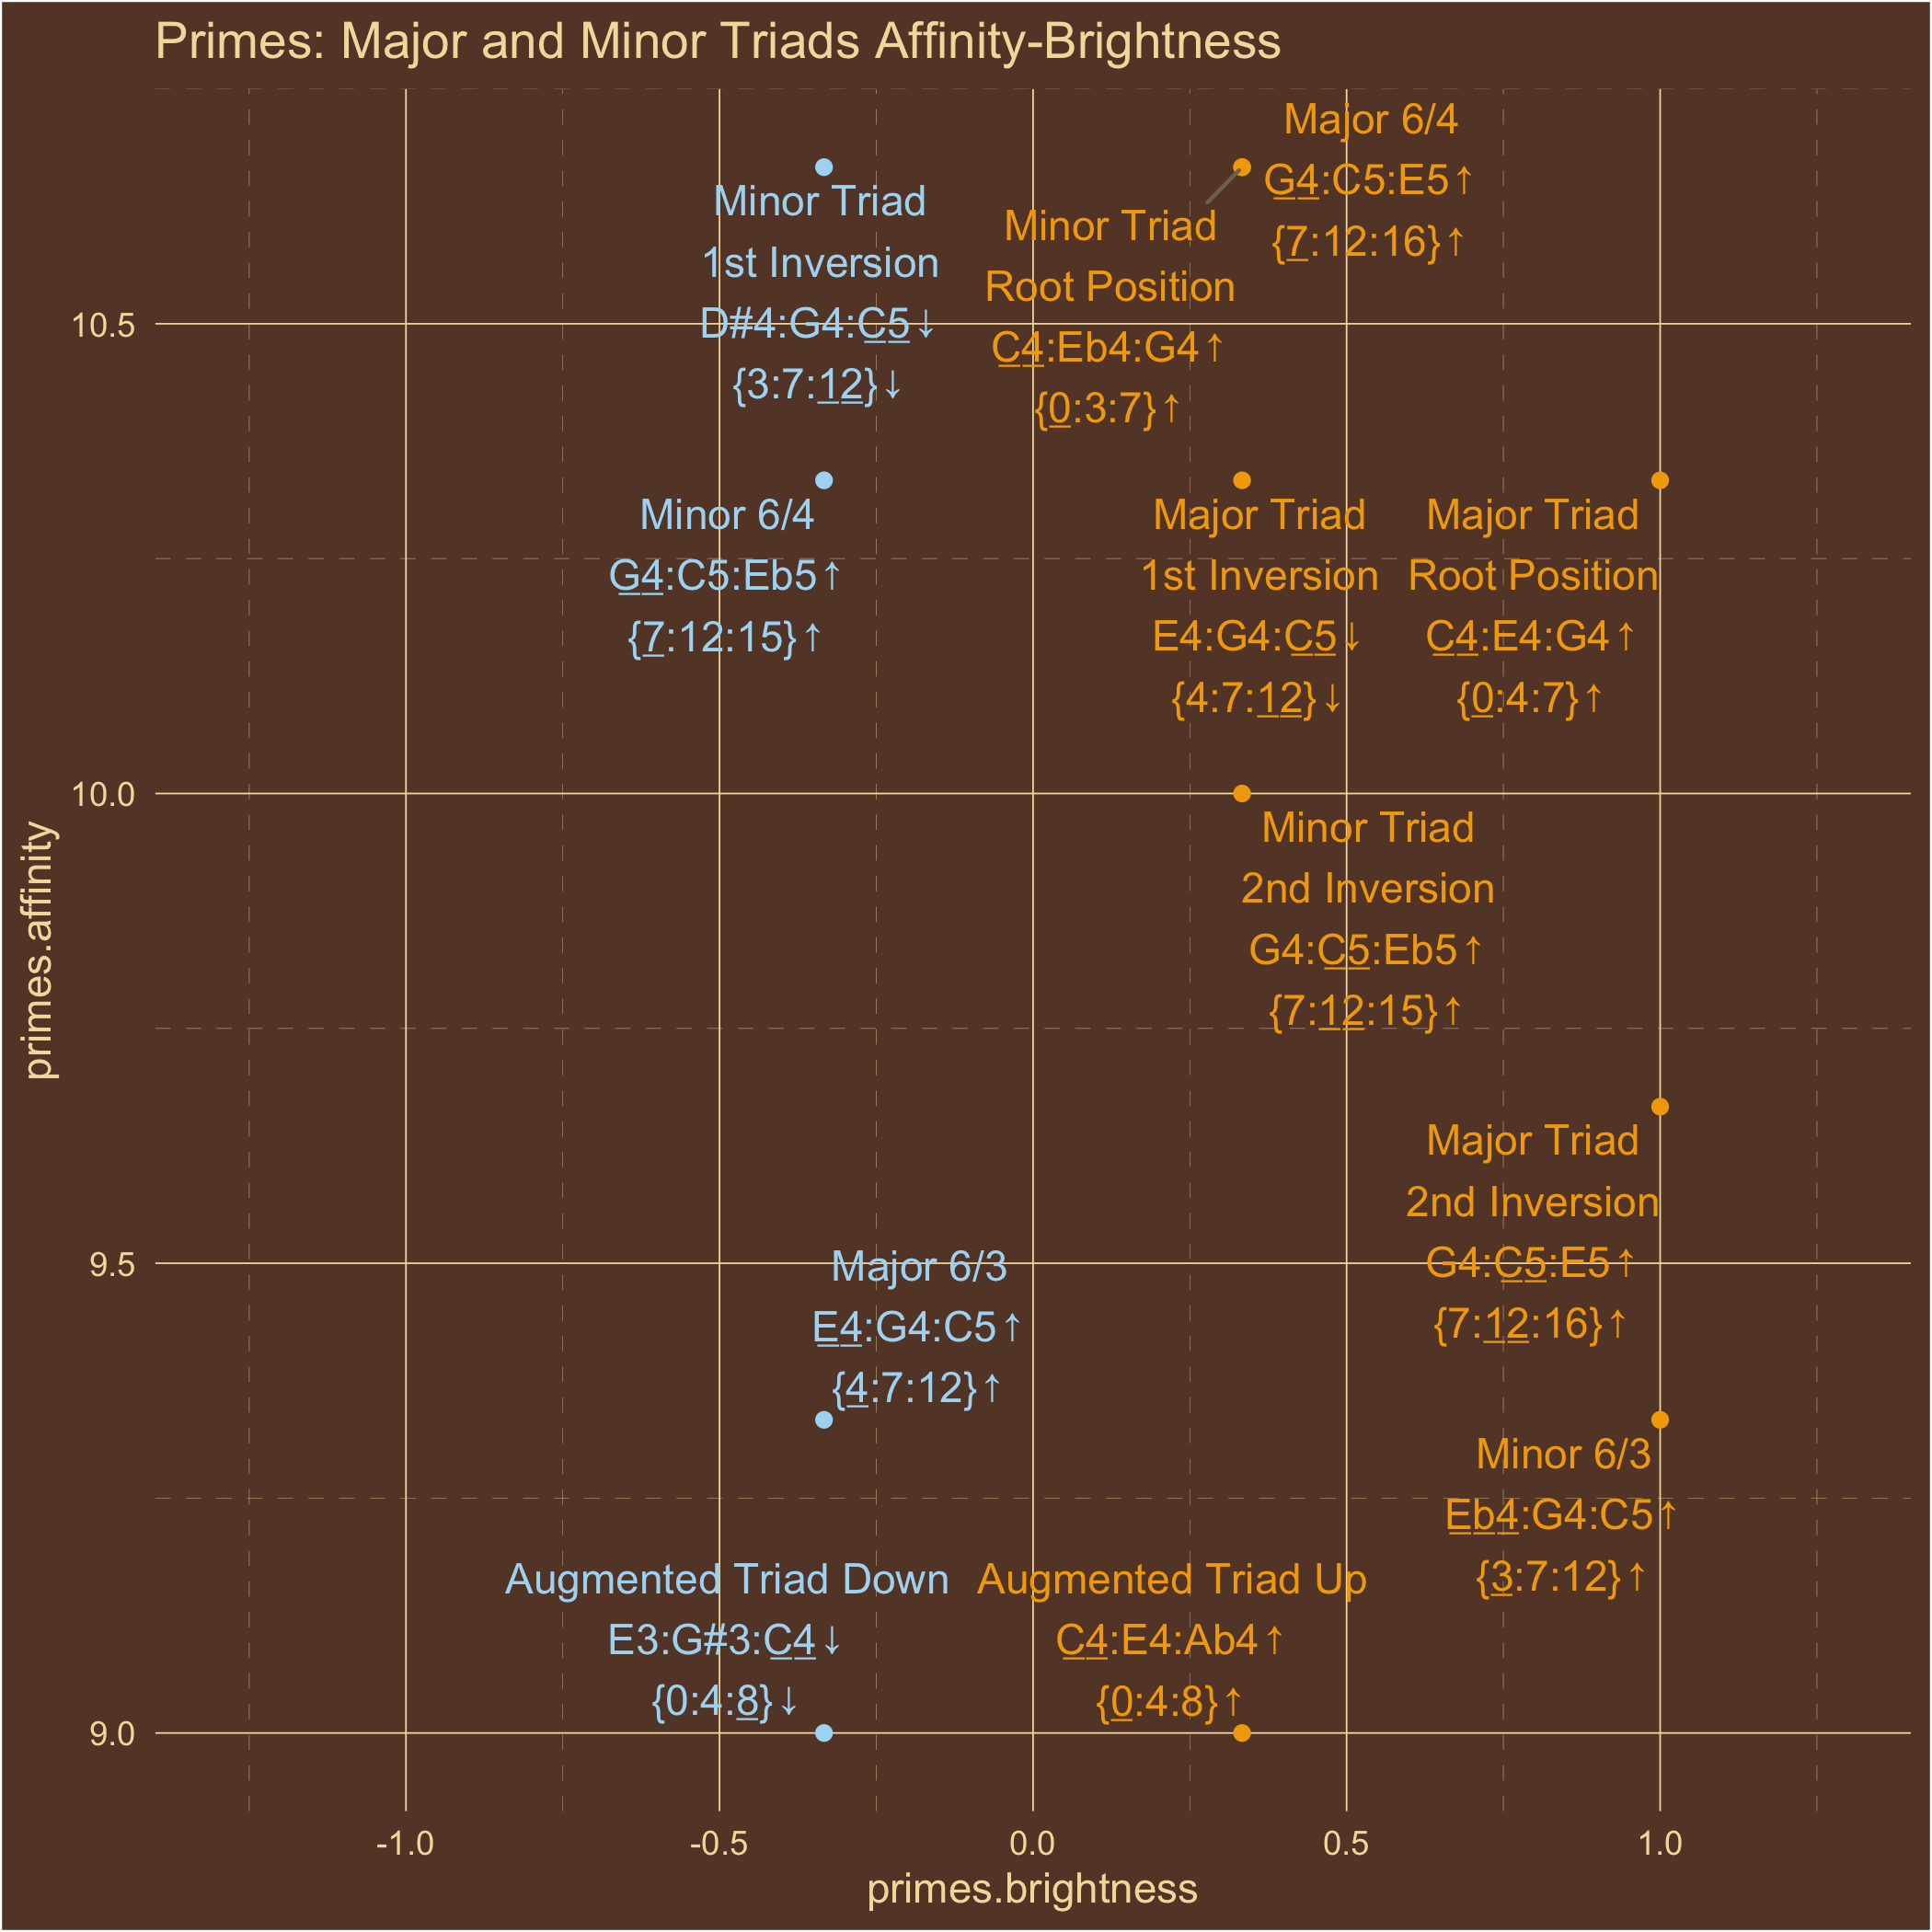 Primes: Major and Minor Triads Affinity-Brightness
Major 6/4
G4:C5:E5↑
{7:12:16}↑
Minor Triad
1st Inversion
D#4:G4:C5↓
{3:7:12}↓
Minor Triad
Root Position
C4:Eb4:G4↑
{0:3:7}↑
Minor 6/4
G4:C5:Eb5↑
{7:12:15}↑
Major Triad
1st Inversion
E4:G4:C5↓
{4:7:12}↓
Major Triad
Root Position
C4:E4:G4↑
{0:4:7}↑
Minor Triad
2nd Inversion
G4:C5:Eb5↑
{7:12:15}↑
Major Triad
2nd Inversion
G4:C5:E5↑
{7:12:16}↑
Major 6/3
E4:G4:C5↑
{4:7:12}↑
Minor 6/3
Eb4:G4:C5↑
{3:7:12}↑
Augmented Triad Down
E3:G#3:C4↓
{0:4:8}↓
Augmented Triad Up
C4:E4:Ab4↑
{0:4:8}↑
10.5
10.0
9.5
9.0
primes.affinity
-1.0
-0.5
0.0
0.5
1.0
primes.brightness